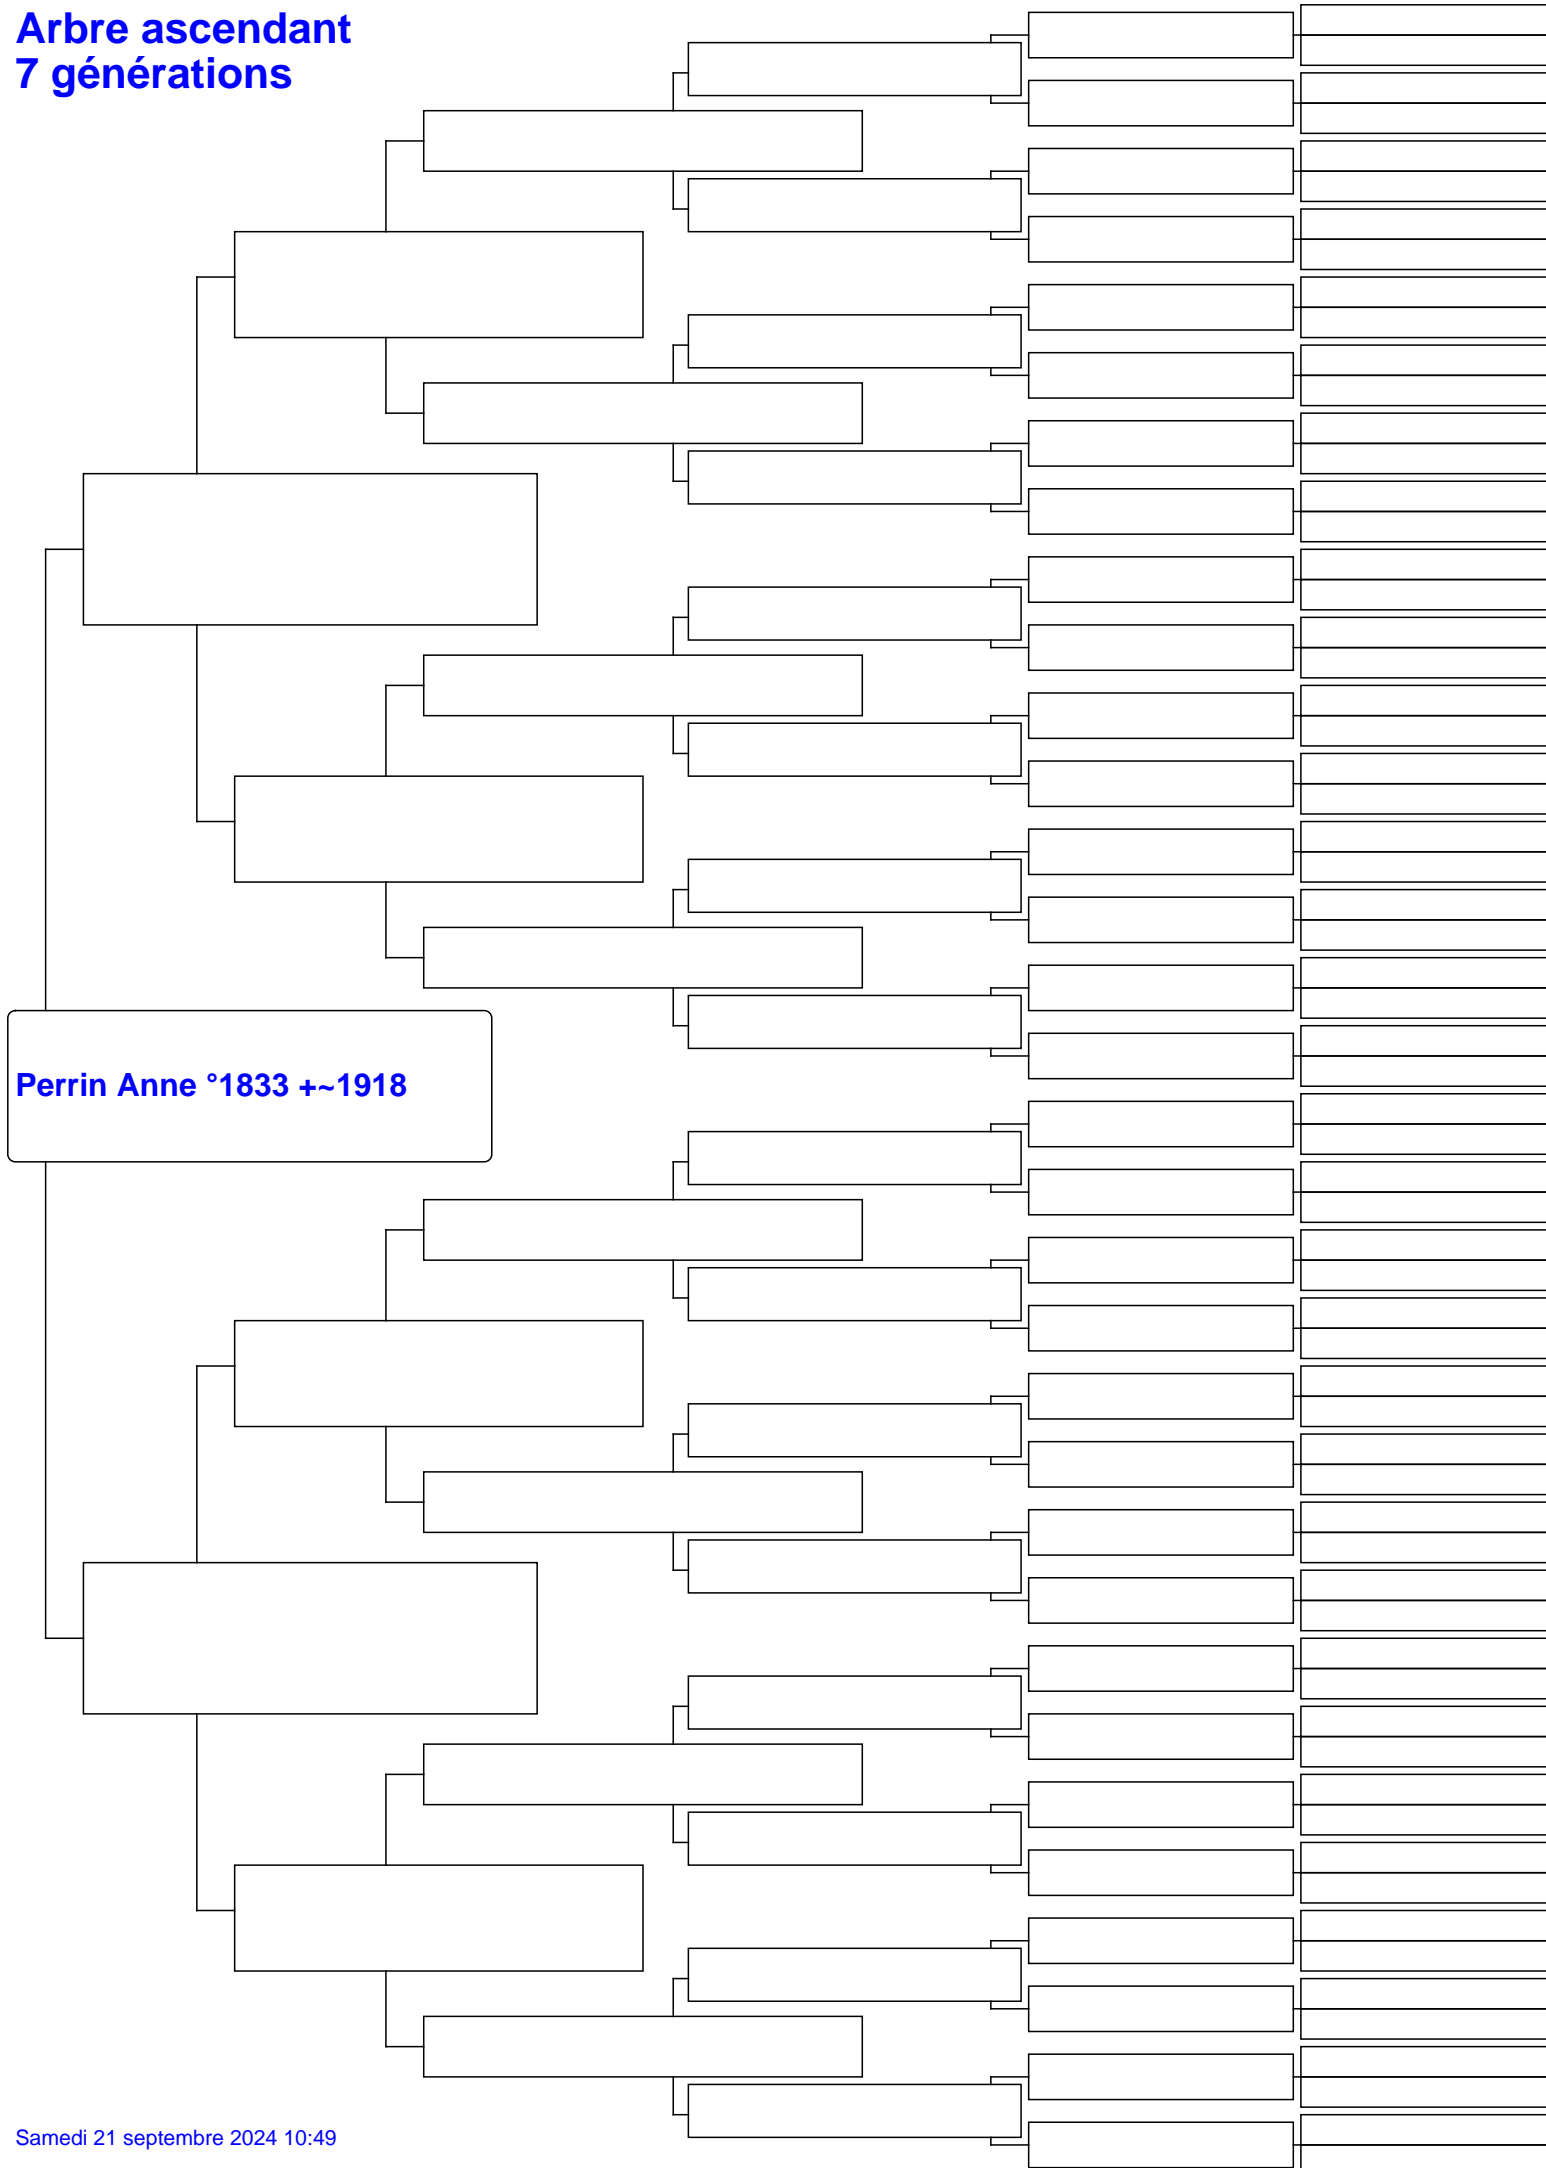 Arbre ascendant
7 générations
Perrin Anne °1833 +~1918
Samedi 21 septembre 2024 10:49